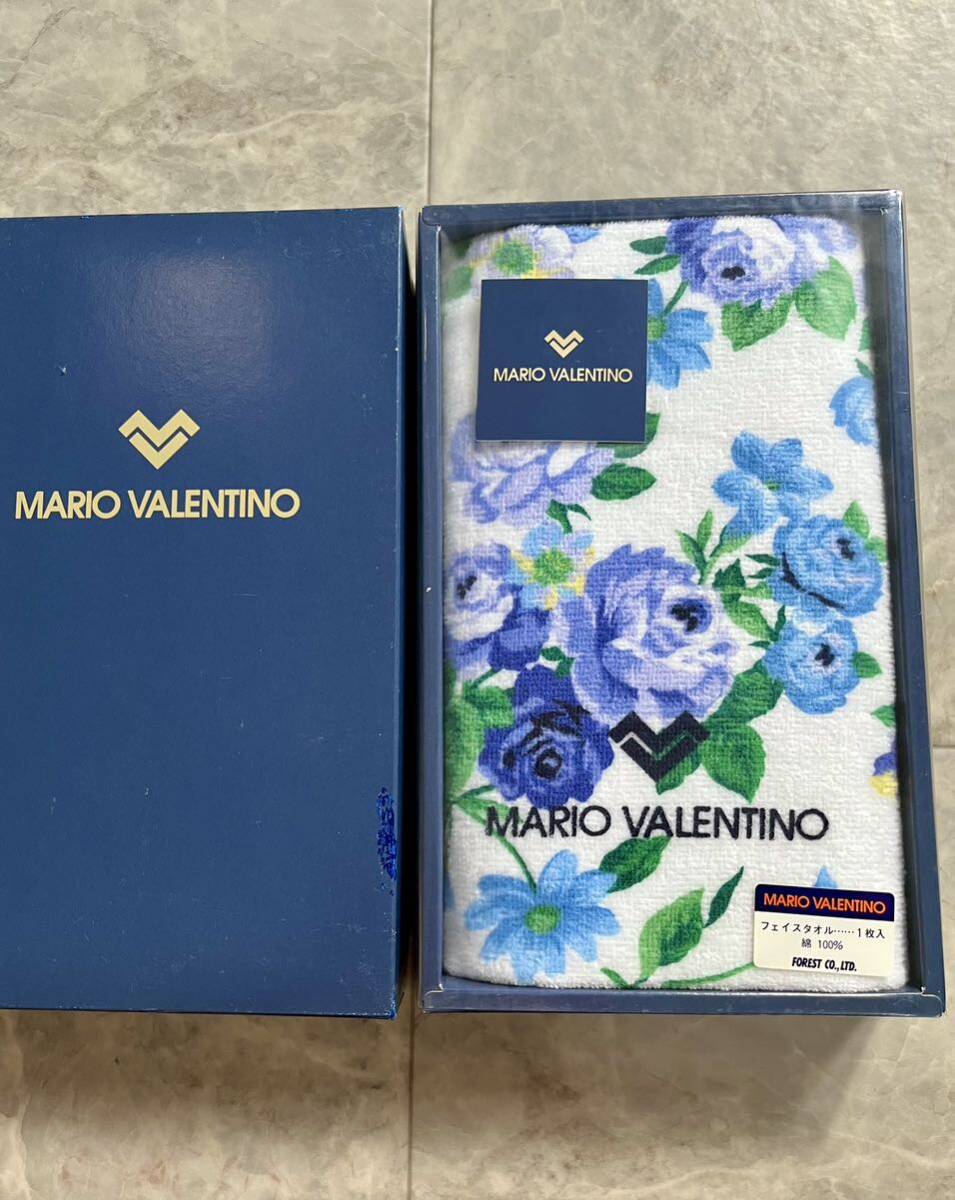 MARIO VALENTINO
MARIO VALENTINO
MARIO VALENTINO
MARIO VALENTINO
フェイスタオル……1枚入
綿 100%
FOREST CO.,LTD.